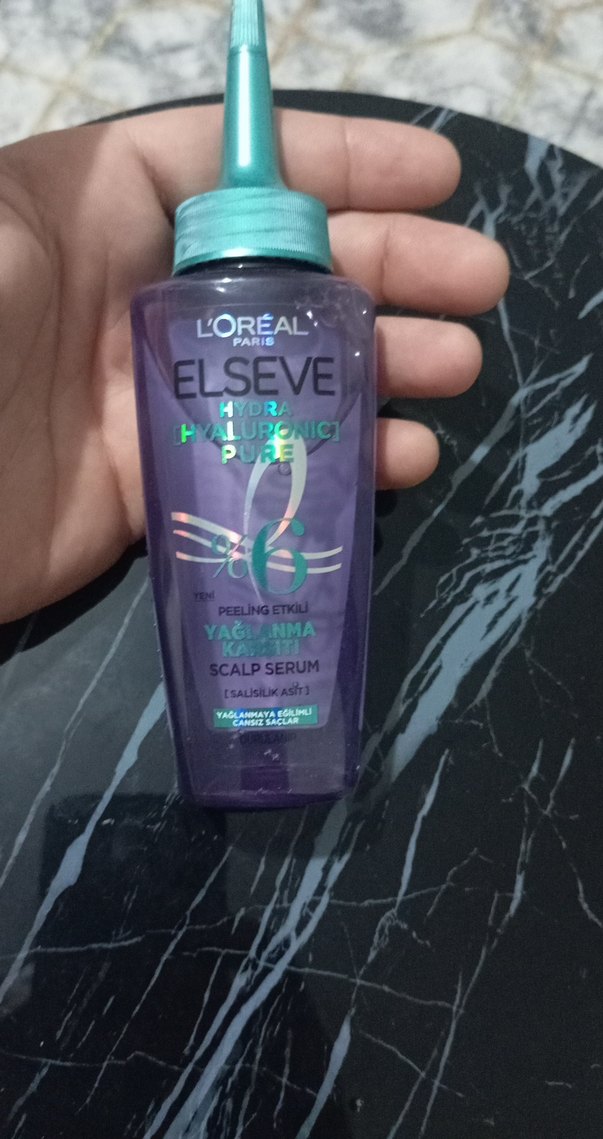 L'ORÉAL
PARIS
ELSEVE
HYDRA
[HYALURONIC]
PURE
%6
YENİ
PEELING ETKİLİ
YAĞLANMA
KARŞITI
SCALP SERUM
[SALİSİLİK ASİT]
YAĞLANMAYA EĞİLİMLİ
CANSIZ SAÇLAR